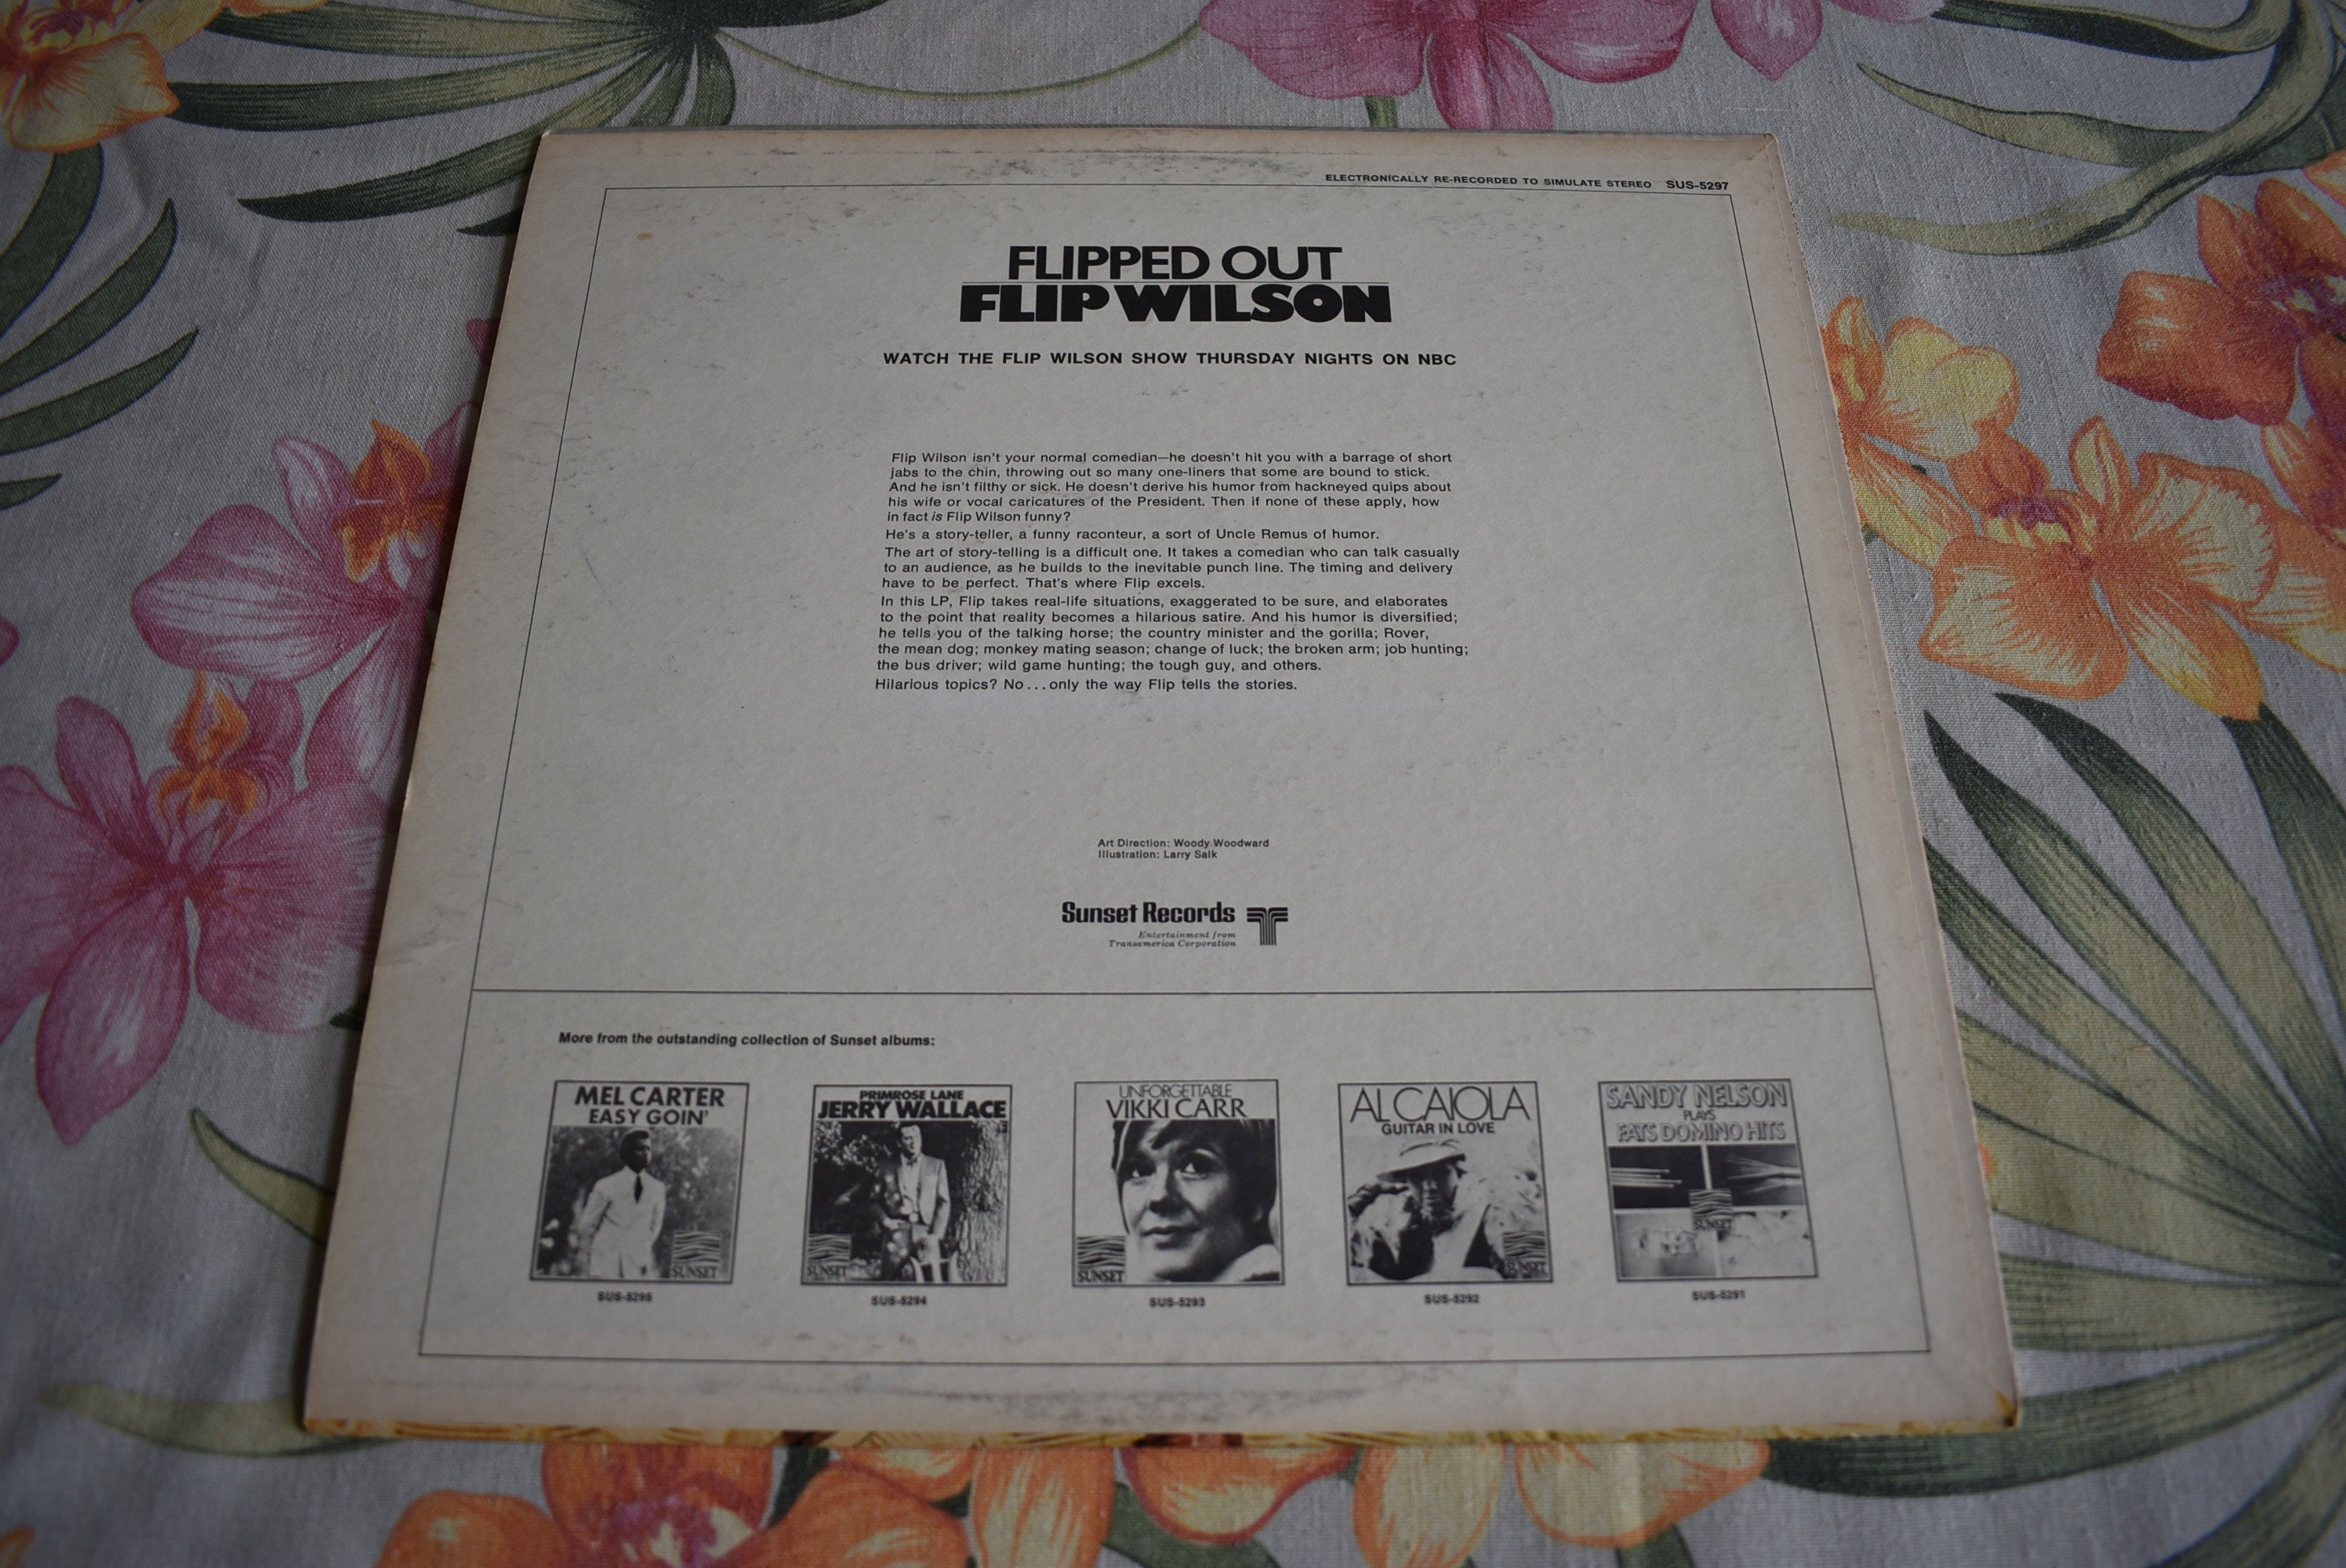 ELECTRONICALLY RE-RECORDED TO SIMULATE STEREO SUS-5297
FLIPPED OUT
FLIP WILSON
WATCH THE FLIP WILSON SHOW THURSDAY NIGHTS ON NBC
Flip Wilson isn't your normal comedian—he doesn't hit you with a barrage of short
jabs to the chin, throwing out so many one-liners that some are bound to stick.
And he isn't filthy or sick. He doesn't derive his humor from hackneyed quips about
his wife or vocal caricatures of the President. Then if none of these apply, how
in fact is Flip Wilson funny?
He's a story-teller, a funny raconteur, a sort of Uncle Remus of humor.
The art of story-telling is a difficult one. It takes a comedian who can talk casually
to an audience, as he builds to the inevitable punch line. The timing and delivery
have to be perfect. That's where Flip excels.
In this LP, Flip takes real-life situations, exaggerated to be sure, and elaborates
to the point that reality becomes a hilarious satire. And his humor is diversified;
he tells you of the talking horse; the country minister and the gorilla; Rover,
the mean dog; monkey mating season; change of luck; the broken arm; job hunting;
the bus driver; wild game hunting; the tough guy, and others.
Hilarious topics? No...only the way Flip tells the stories.
Art Direction: Woody Woodward
Illustration: Larry Salk
Sunset Records
Entertainment from
Transamerica Corporation
More from the outstanding collection of Sunset albums:
MEL CARTER
EASY GOIN'
SUNSET
SUS-5295
PRIMROSE LANE
JERRY WALLACE
SUNSET
SUS-5294
UNFORGETTABLE
VIKKI CARR
SUNSET
SUS-5293
AL CAIOLA
GUITAR IN LOVE
SUNSET
SUS-5292
SANDY NELSON
PLAYS
FATS DOMINO HITS
SUNSET
SUS-5291